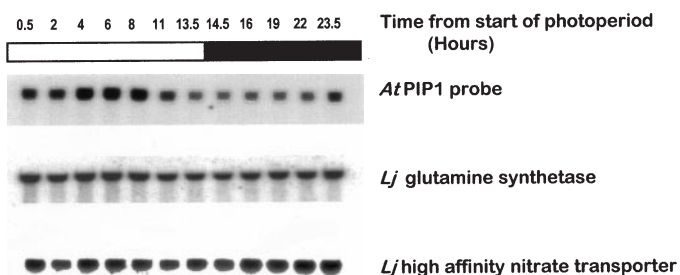 0.5 2 4 6 8 11 13.5 14.5 16 19 22 23.5 Time from start of photoperiod
(Hours)
At PIP1 probe
Lj glutamine synthetase
Lj high affinity nitrate transporter